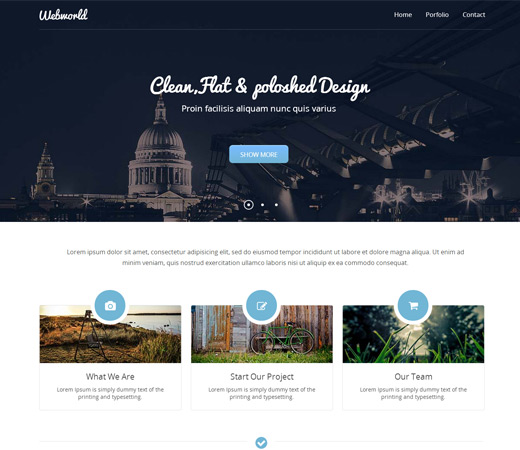 Webworld
Home Porfolio Contact
Clean,Flat & poloshed Design
Proin facilisis aliquam nunc quis varius
SHOW MORE
Lorem ipsum dolor sit amet, consectetur adipisicing elit, sed do eiusmod tempor incididunt ut labore et dolore magna aliqua. Ut enim ad
minim veniam, quis nostrud exercitation ullamco laboris nisi ut aliquip ex ea commodo consequat.
What We Are
Lorem Ipsum is simply dummy text of the
printing and typesetting.
Start Our Project
Lorem Ipsum is simply dummy text of the
printing and typesetting.
Our Team
Lorem Ipsum is simply dummy text of the
printing and typesetting.